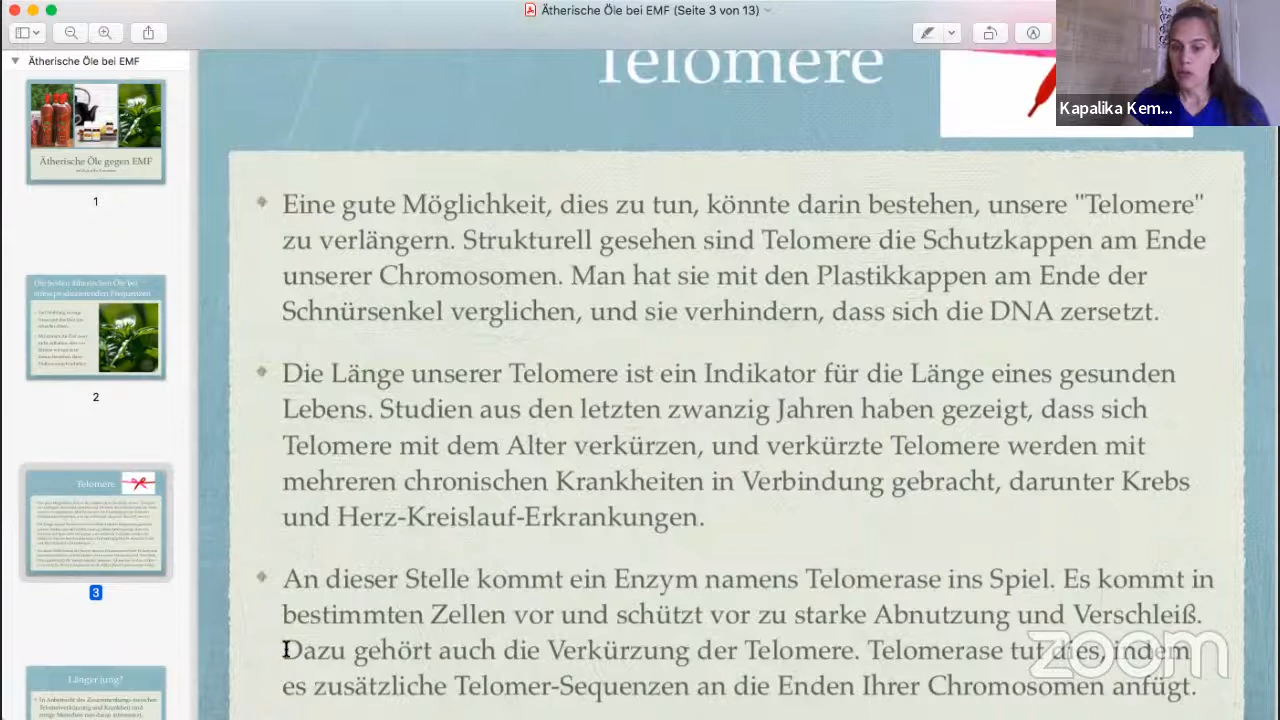 Ätherische Öle bei EMF (Seite 3 von 13)
Ätherische Öle bei EMF
Ätherische Öle gegen EMF
1
Die besten ätherischen Öle bei
stressproduzierenden Frequenzen
2
Telomere
3
Länger jung?
Telomere
Kapalika Kem...
Eine gute Möglichkeit, dies zu tun, könnte darin bestehen, unsere "Telomere"
zu verlängern. Strukturell gesehen sind Telomere die Schutzkappen am Ende
unserer Chromosomen. Man hat sie mit den Plastikkappen am Ende der
Schnürsenkel verglichen, und sie verhindern, dass sich die DNA zersetzt.
Die Länge unserer Telomere ist ein Indikator für die Länge eines gesunden
Lebens. Studien aus den letzten zwanzig Jahren haben gezeigt, dass sich
Telomere mit dem Alter verkürzen, und verkürzte Telomere werden mit
mehreren chronischen Krankheiten in Verbindung gebracht, darunter Krebs
und Herz-Kreislauf-Erkrankungen.
An dieser Stelle kommt ein Enzym namens Telomerase ins Spiel. Es kommt in
bestimmten Zellen vor und schützt vor zu starke Abnutzung und Verschleiß.
Dazu gehört auch die Verkürzung der Telomere. Telomerase tut dies, indem
es zusätzliche Telomer-Sequenzen an die Enden Ihrer Chromosomen anfügt.
zoom